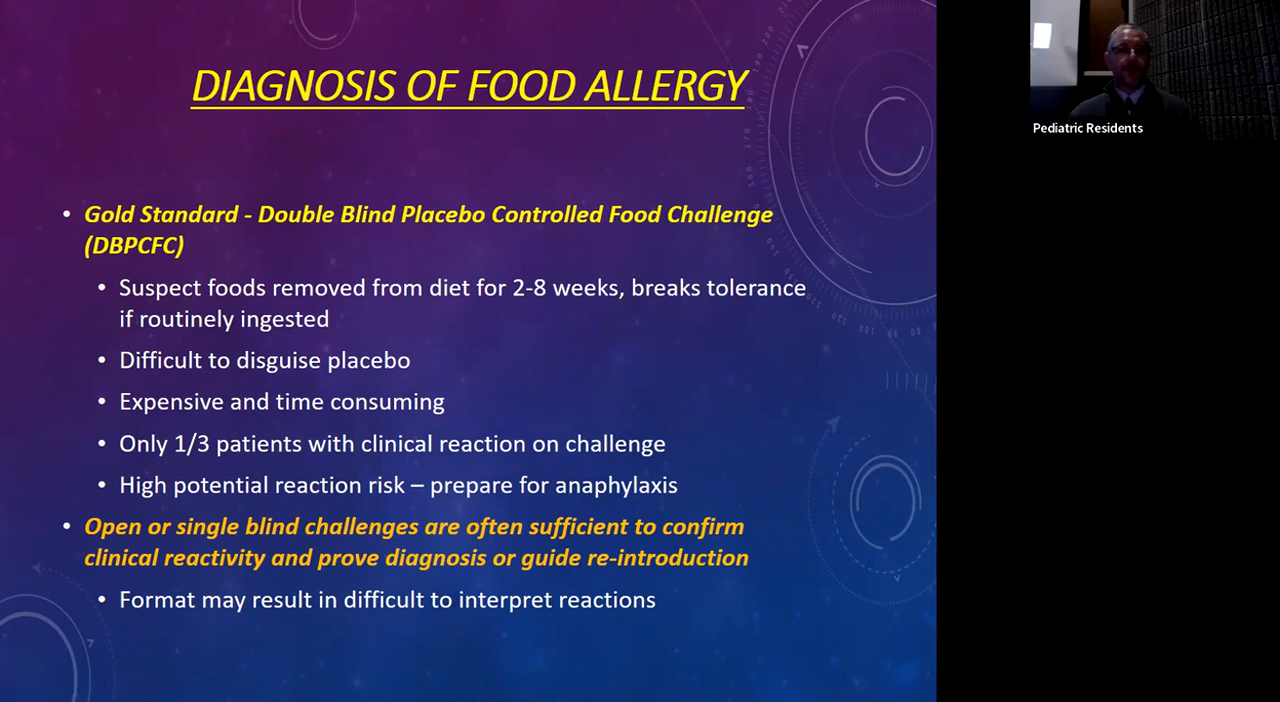 DIAGNOSIS OF FOOD ALLERGY
• Gold Standard - Double Blind Placebo Controlled Food Challenge
(DBPCFC)
• Suspect foods removed from diet for 2-8 weeks, breaks tolerance
if routinely ingested
• Difficult to disguise placebo
• Expensive and time consuming
• Only 1/3 patients with clinical reaction on challenge
• High potential reaction risk – prepare for anaphylaxis
• Open or single blind challenges are often sufficient to confirm
clinical reactivity and prove diagnosis or guide re-introduction
• Format may result in difficult to interpret reactions
Pediatric Residents